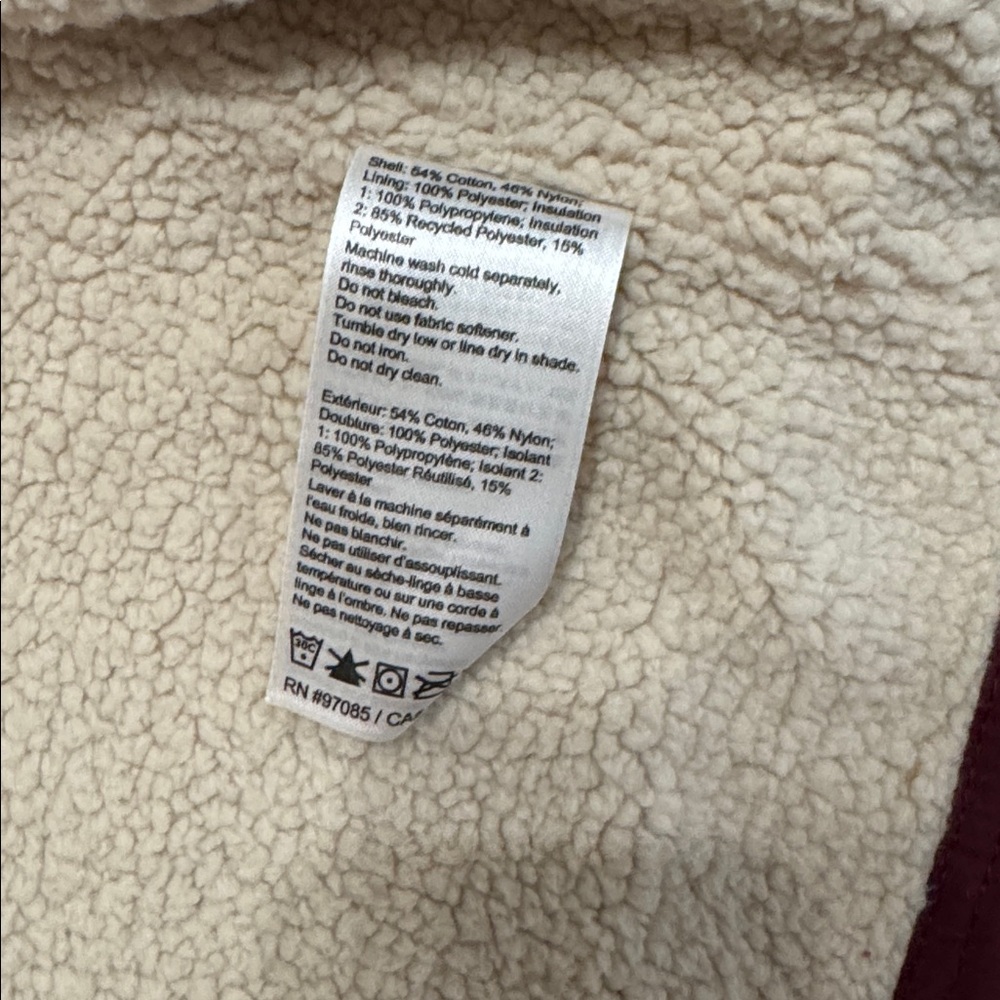 Shell: 54% Cotton, 46% Nylon;
Lining: 100% Polyester; Insulation
1: 100% Polypropylene; Insulation
2: 85% Recycled Polyester, 15%
Polyester
Machine wash cold separately,
rinse thoroughly.
Do not bleach.
Do not use fabric softener.
Tumble dry low or line dry in shade.
Do not iron.
Do not dry clean.
Extérieur: 54% Coton, 46% Nylon;
Doublure: 100% Polyester; Isolant
1: 100% Polypropylène; Isolant 2:
85% Polyester Réutilisé, 15%
Polyester
Laver à la machine séparément à
l'eau froide, bien rincer.
Ne pas blanchir.
Ne pas utiliser d'assouplissant.
Sécher au sèche-linge à basse
température ou sur une corde à
linge à l'ombre. Ne pas repasser.
Ne pas nettoyage à sec.
30C
RN #97085 / CA